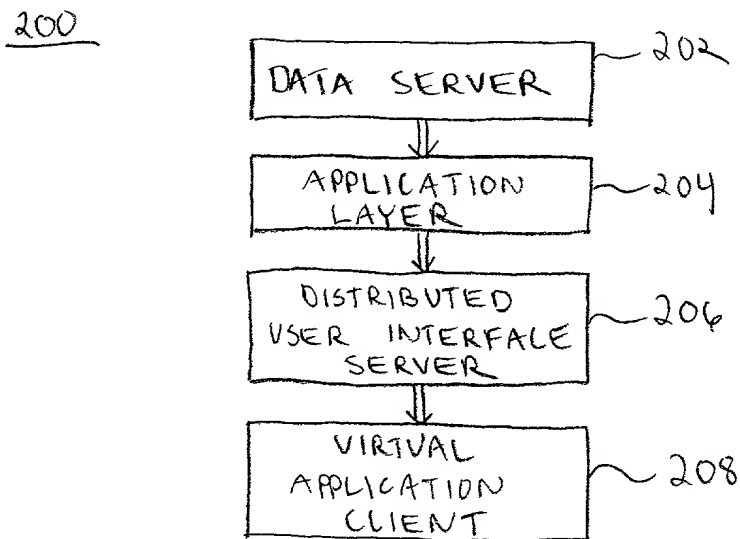 200
202
DATA SERVER
APPLICATION
LAYER
204
DISTRIBUTED
USER INTERFACE
SERVER
206
VIRTUAL
APPLICATION
CLIENT
208